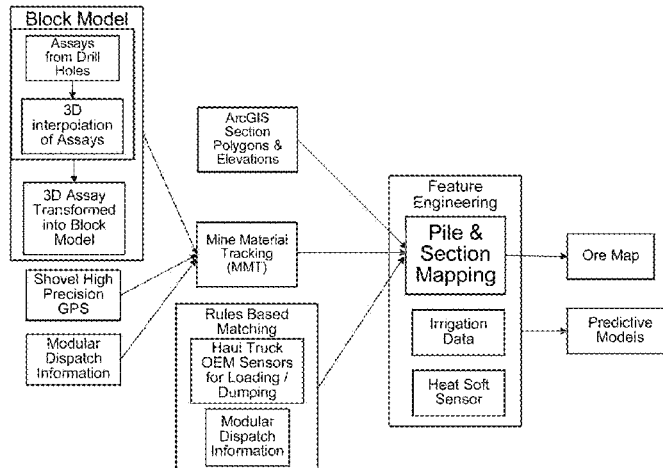 Block Model
Assays
from Drill
Holes
3D
interpolation
of Assays
3D Assay
Transformed
into Block
Model
Shovel High
Precision
GPS
Modular
Dispatch
Information
ArcGIS
Section
Polygons &
Elevations
Mine Material
Tracking
(MMT)
Rules Based
Matching
Haul Truck
OEM Sensors
for Loading /
Dumping
Modular
Dispatch
Information
Feature
Engineering
Pile &
Section
Mapping
Irrigation
Data
Heat Soft
Sensor
Ore Map
Predictive
Models